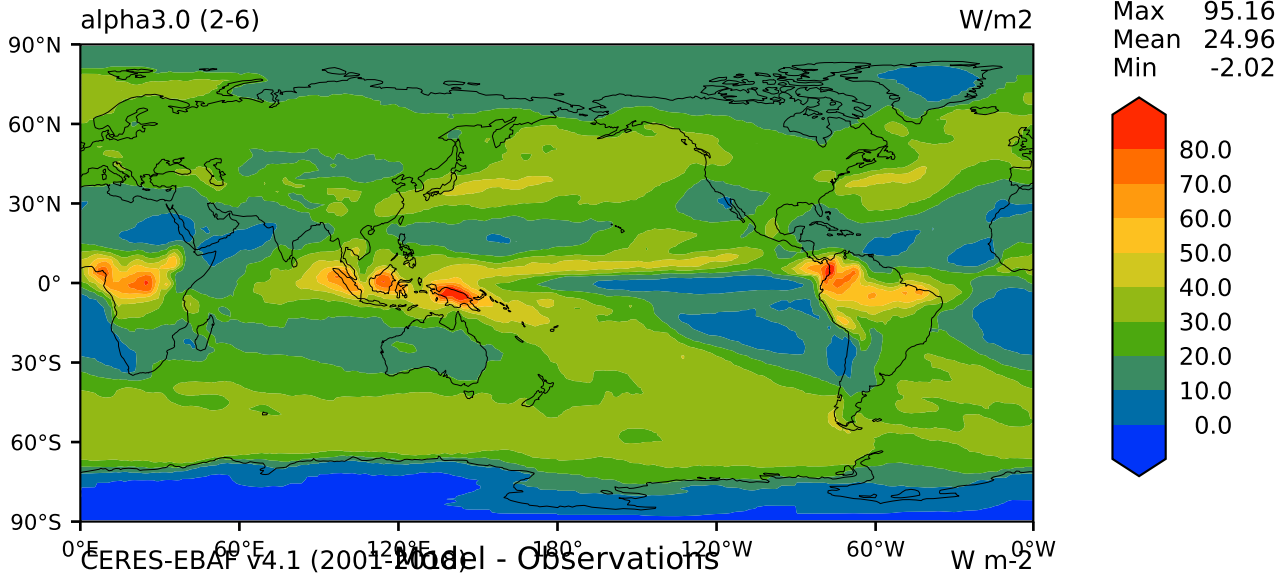 alpha3.0 (2-6)
W/m2
Max 95.16
Mean 24.96
Min -2.02
90°N
60°N
30°N
0°
30°S
60°S
90°S
80.0
70.0
60.0
50.0
40.0
30.0
20.0
10.0
0.0
0°E 60°E 120°E 180° 120°W 60°W 0°W
CERES-EBAF v4.1 (2001-2018)
Model - Observations
W m-2